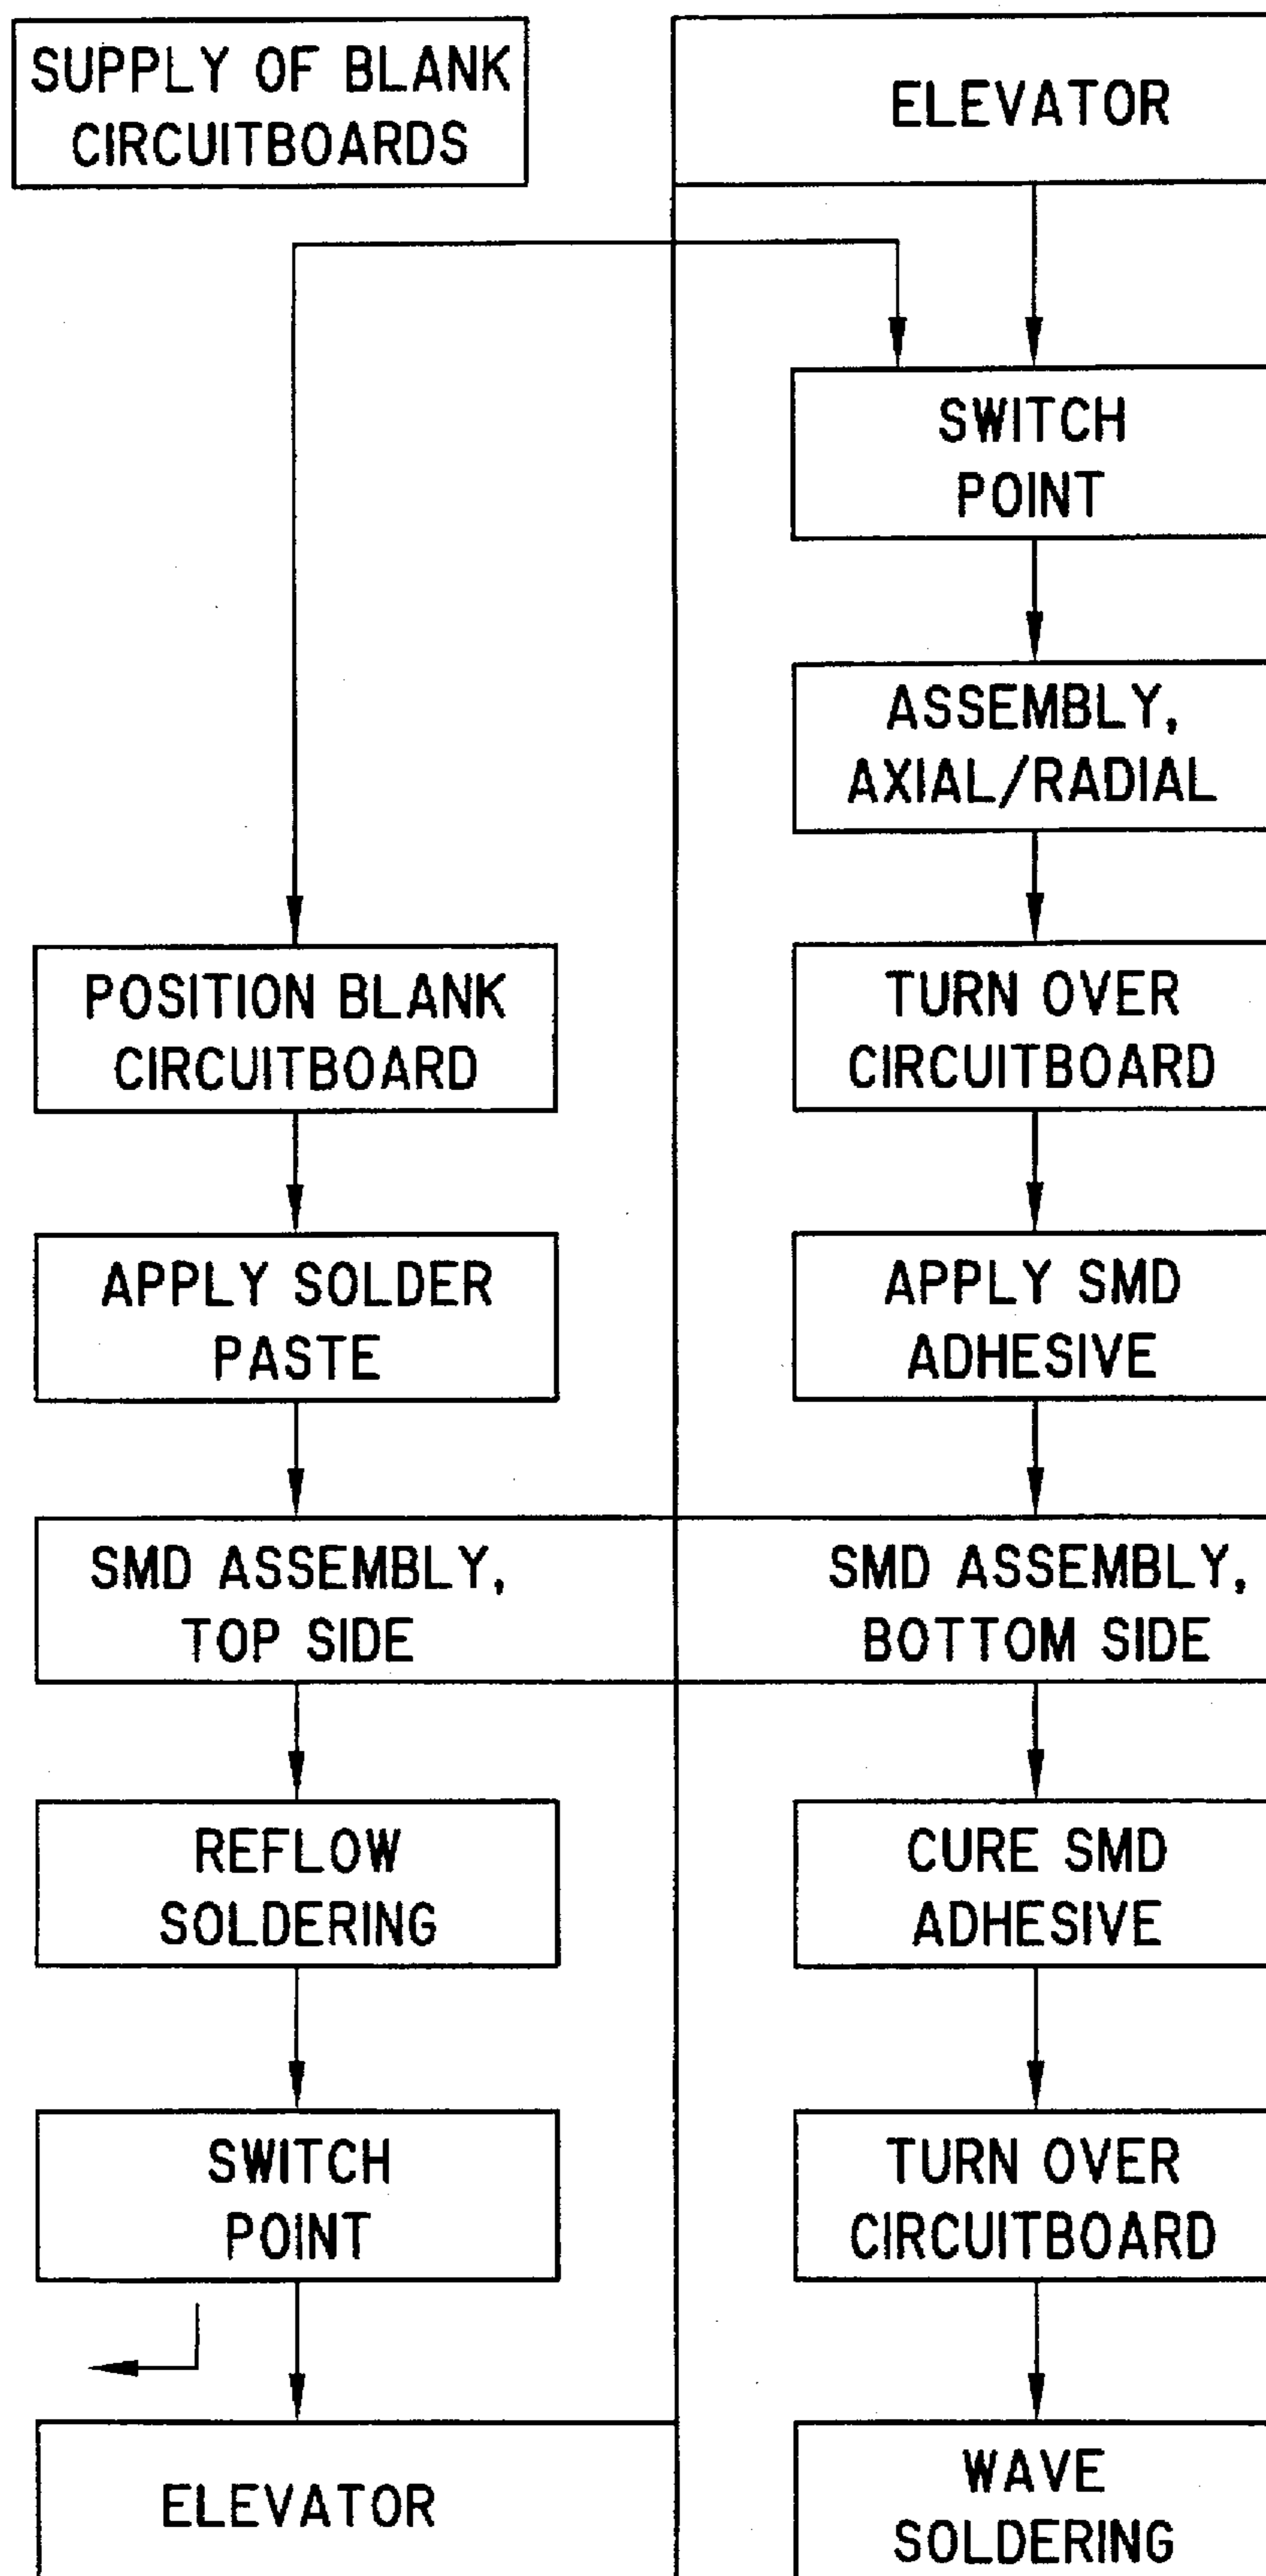 SUPPLY OF BLANK
CIRCUITBOARDS
POSITION BLANK
CIRCUITBOARD
APPLY SOLDER
PASTE
SMD ASSEMBLY,
TOP SIDE
REFLOW
SOLDERING
SWITCH
POINT
ELEVATOR
ELEVATOR
SWITCH
POINT
ASSEMBLY,
AXIAL/RADIAL
TURN OVER
CIRCUITBOARD
APPLY SMD
ADHESIVE
SMD ASSEMBLY,
BOTTOM SIDE
CURE SMD
ADHESIVE
TURN OVER
CIRCUITBOARD
WAVE
SOLDERING